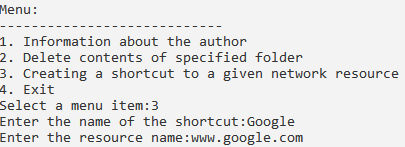 Menu:
----------------------------
1. Information about the author
2. Delete contents of specified folder
3. Creating a shortcut to a given network resource
4. Exit
Select a menu item:3
Enter the name of the shortcut:Google
Enter the resource name:www.google.com